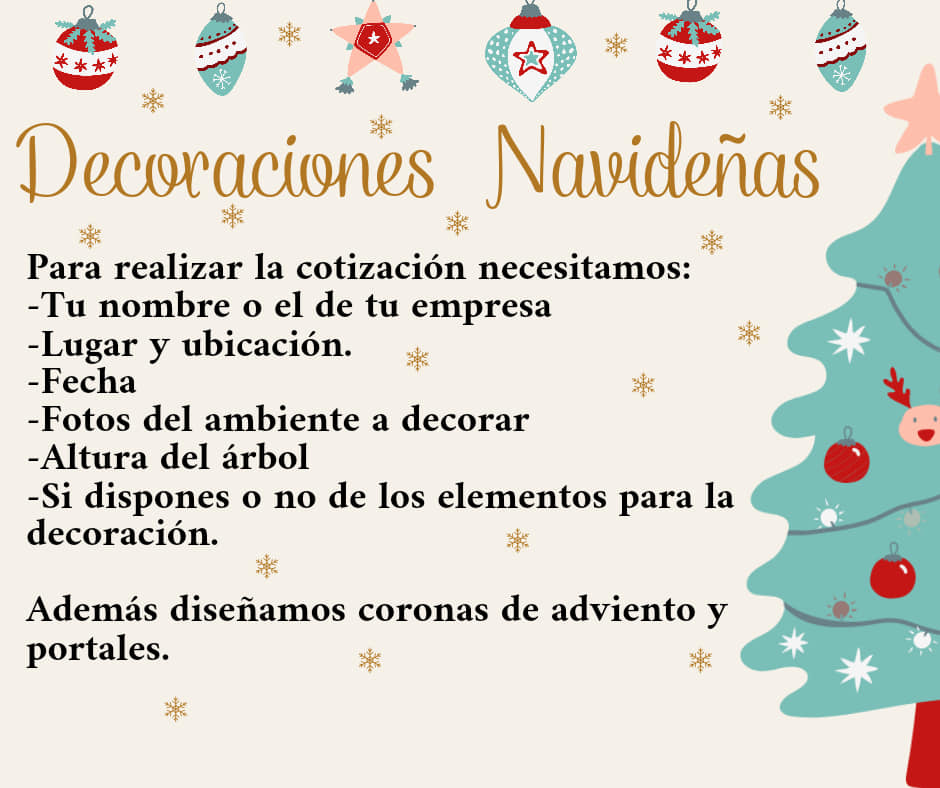 Decoraciones Navideñas
Para realizar la cotización necesitamos:
-Tu nombre o el de tu empresa
-Lugar y ubicación.
-Fecha
-Fotos del ambiente a decorar
-Altura del árbol
-Si dispones o no de los elementos para la
decoración.
Además diseñamos coronas de adviento y
portales.